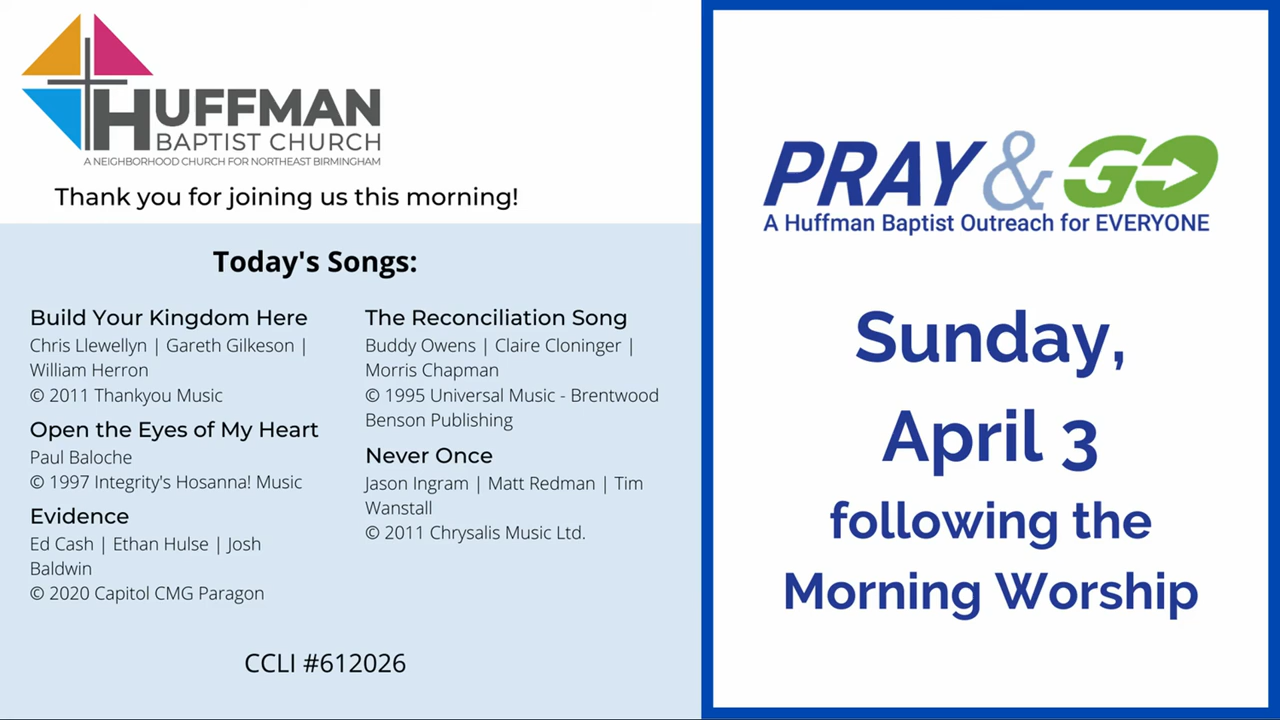 HUFFMAN
BAPTIST CHURCH
A NEIGHBORHOOD CHURCH FOR NORTHEAST BIRMINGHAM
Thank you for joining us this morning!
Today's Songs:
Build Your Kingdom Here
Chris Llewellyn | Gareth Gilkeson |
William Herron
© 2011 Thankyou Music
Open the Eyes of My Heart
Paul Baloche
© 1997 Integrity's Hosanna! Music
Evidence
Ed Cash | Ethan Hulse | Josh
Baldwin
© 2020 Capitol CMG Paragon
The Reconciliation Song
Buddy Owens | Claire Cloninger |
Morris Chapman
© 1995 Universal Music - Brentwood
Benson Publishing
Never Once
Jason Ingram | Matt Redman | Tim
Wanstall
© 2011 Chrysalis Music Ltd.
CCLI #612026
PRAY & GO
A Huffman Baptist Outreach for EVERYONE
Sunday,
April 3
following the
Morning Worship